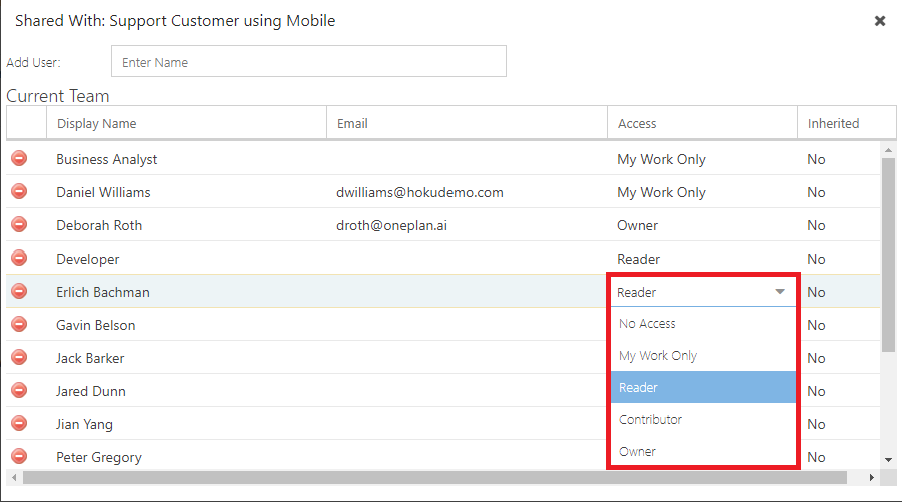 Shared With: Support Customer using Mobile
Add User: Enter Name
Current Team
Display Name Email Access Inherited
Business Analyst My Work Only No
Daniel Williams dwilliams@hokudemo.com My Work Only No
Deborah Roth droth@oneplan.ai Owner No
Developer Reader No
Erlich Bachman Reader No
Gavin Belson No Access No
Jack Barker My Work Only No
Jared Dunn Reader No
Jian Yang Contributor No
Peter Gregory Owner No